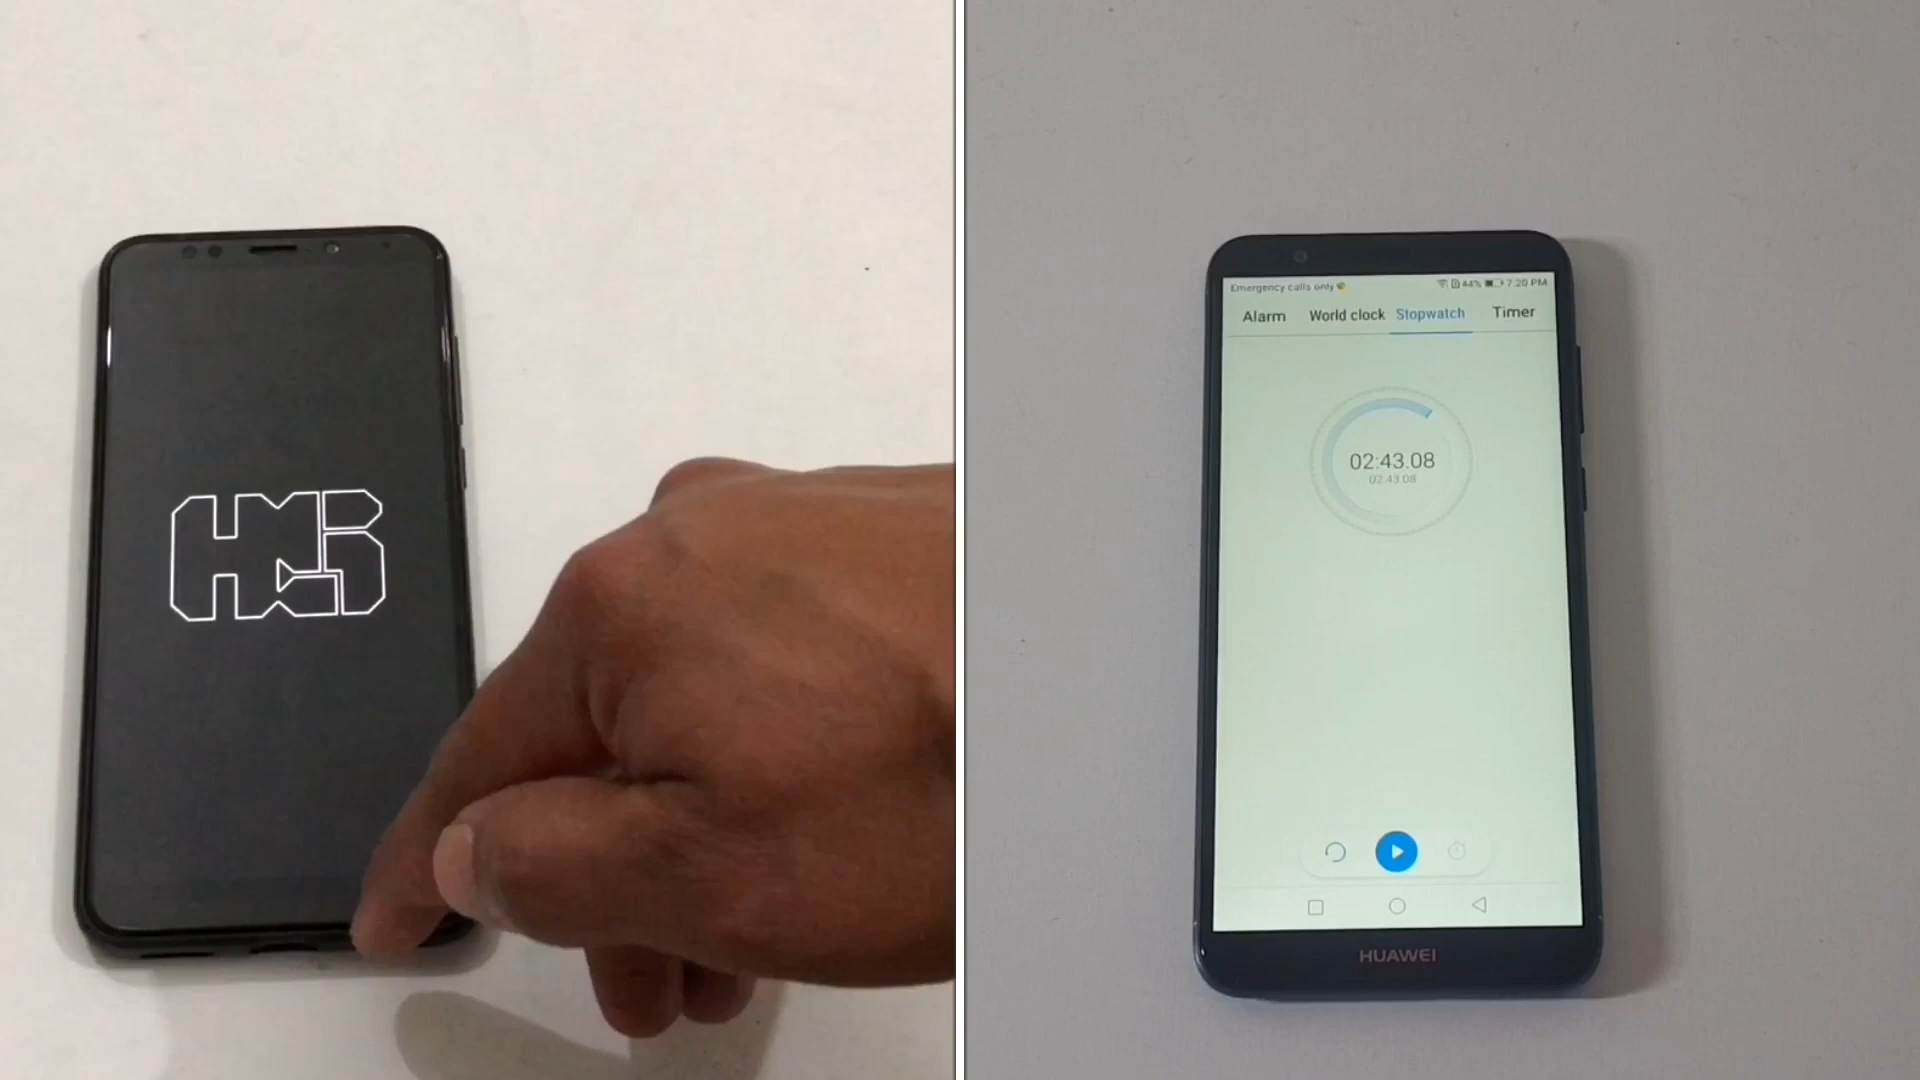 Emergency calls only
44% 7:20 PM
Alarm World clock Stopwatch Timer
02:43.08
02:43.08
HUAWEI